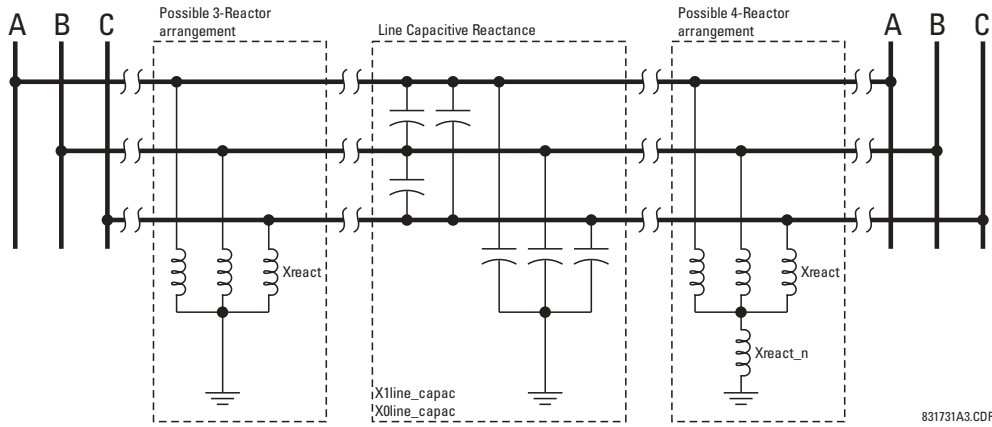 Possible 3-Reactor
arrangement
Line Capacitive Reactance
Possible 4-Reactor
arrangement
A B C
A B C
Xreact
Xreact
Xreact_n
X1line_capac
X0line_capac
831731A3.CDR